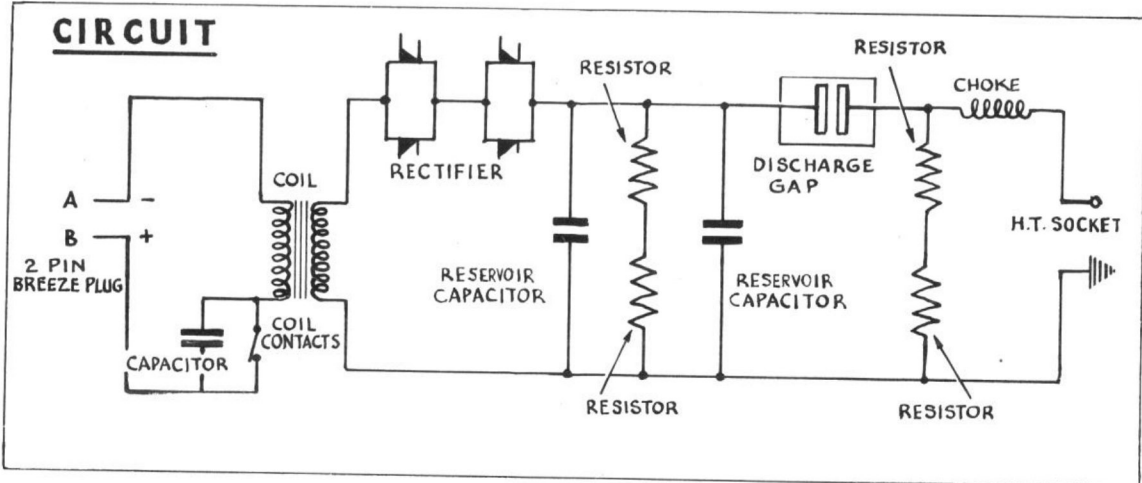 CIRCUIT
RESISTOR
RESISTOR
CHOKE
RECTIFIER
DISCHARGE
GAP
COIL
A -
B +
2 PIN
BREEZE PLUG
H.T. SOCKET
RESERVOIR
CAPACITOR
RESERVOIR
CAPACITOR
COIL
CONTACTS
CAPACITOR
RESISTOR
RESISTOR